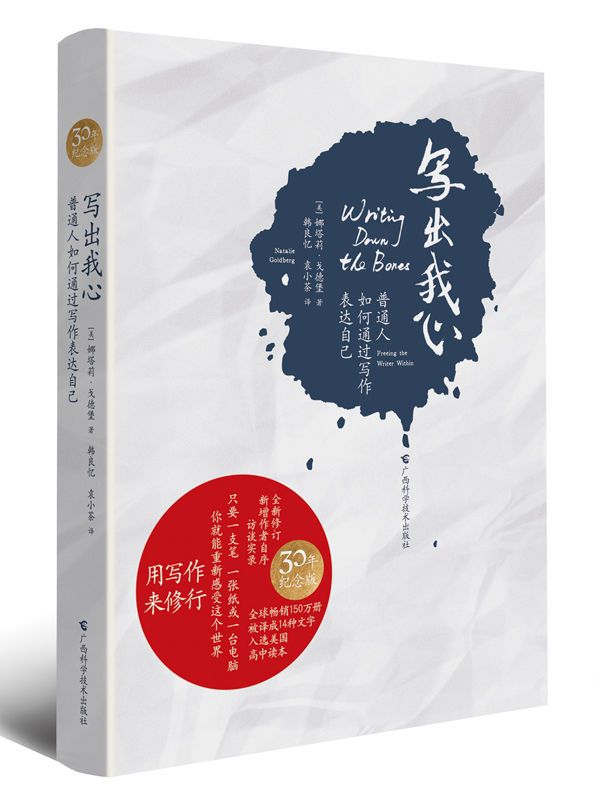 30年
纪念版
写出我心
普通人如何通过写作表达自己
[美] 娜塔莉·戈德堡 著
韩良忆 袁小茶 译
广西科学技术出版社
写出我心
Writing
Down
the Bones
普通人
如何通过写作
表达自己
Freeing the
Writer Within
[美] 娜塔莉·戈德堡 著
韩良忆 袁小茶 译
Natalie
Goldberg
广西科学技术出版社
全新修订
新增作者自序
访谈实录
只要一支笔 一张纸或一台电脑
你就能重新感受这个世界
30年
纪念版
用写作
来修行
全球畅销150万册
被译成14种文字
入选美国
高中读本